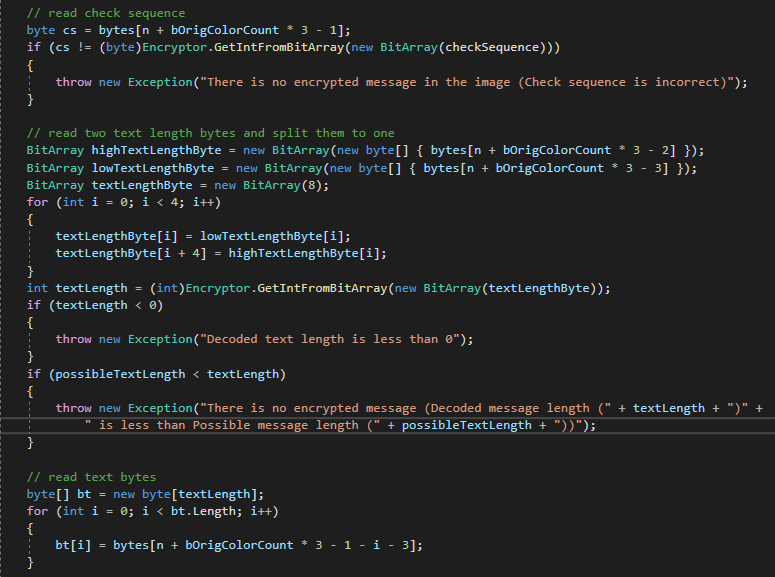 // read check sequence
byte cs = bytes[n + bOrigColorCount * 3 - 1];
if (cs != (byte)Encryptor.GetIntFromBitArray(new BitArray(checkSequence)))
{
throw new Exception("There is no encrypted message in the image (Check sequence is incorrect)");
}
// read two text length bytes and split them to one
BitArray highTextLengthByte = new BitArray(new byte[] { bytes[n + bOrigColorCount * 3 - 2] });
BitArray lowTextLengthByte = new BitArray(new byte[] { bytes[n + bOrigColorCount * 3 - 3] });
BitArray textLengthByte = new BitArray(8);
for (int i = 0; i < 4; i++)
{
textLengthByte[i] = lowTextLengthByte[i];
textLengthByte[i + 4] = highTextLengthByte[i];
}
int textLength = (int)Encryptor.GetIntFromBitArray(new BitArray(textLengthByte));
if (textLength < 0)
{
throw new Exception("Decoded text length is less than 0");
}
if (possibleTextLength < textLength)
{
throw new Exception("There is no encrypted message (Decoded message length (" + textLength + ")" +
" is less than Possible message length (" + possibleTextLength + "))");
}
// read text bytes
byte[] bt = new byte[textLength];
for (int i = 0; i < bt.Length; i++)
{
bt[i] = bytes[n + bOrigColorCount * 3 - 1 - i - 3];
}